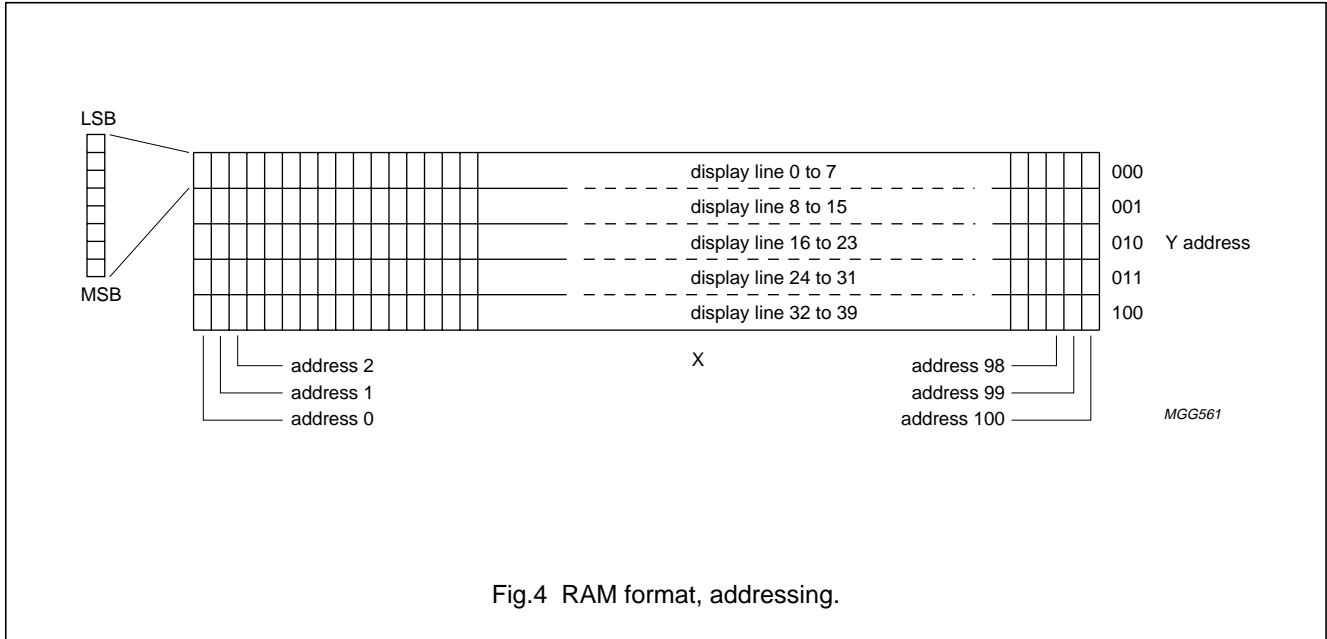 LSB
MSB
display line 0 to 7
000
display line 8 to 15
001
display line 16 to 23
010 Y address
display line 24 to 31
011
display line 32 to 39
100
address 2
address 1
address 0
X
address 98
address 99
address 100
MGG561
Fig.4 RAM format, addressing.